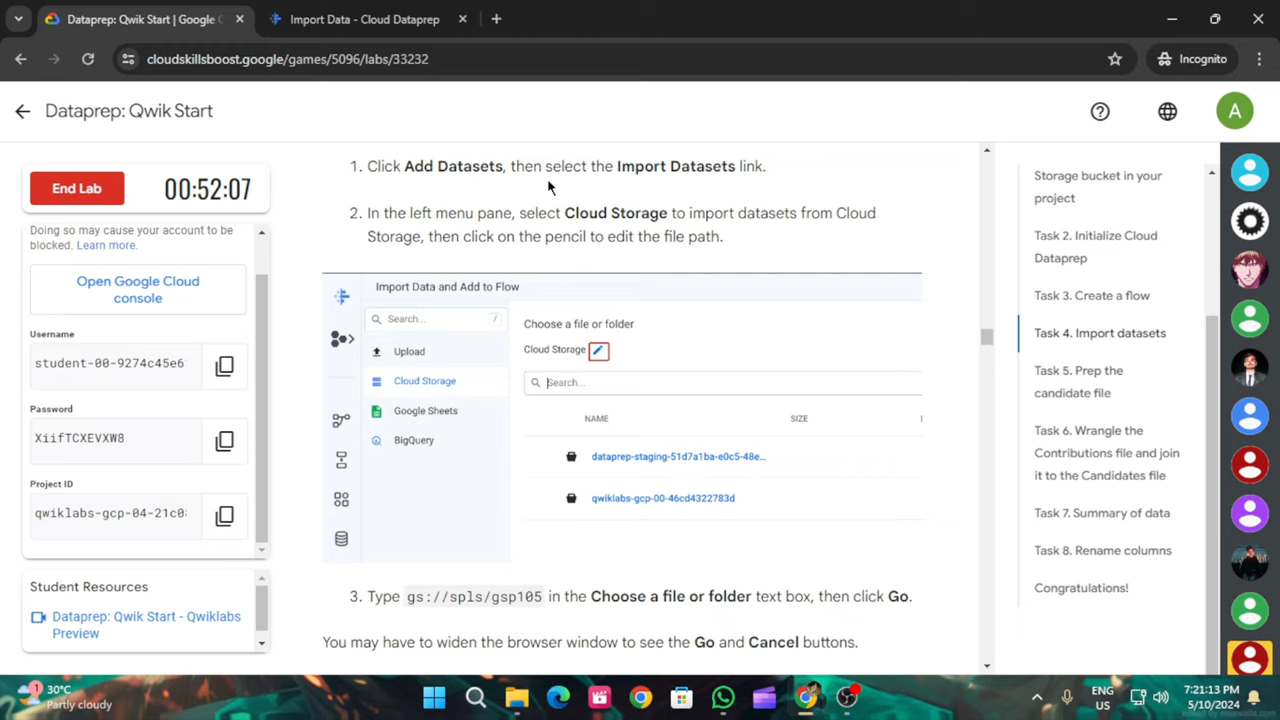 Dataprep: Qwik Start | Google C
Import Data - Cloud Dataprep
cloudskillsboost.google/games/5096/labs/33232
Incognito
Dataprep: Qwik Start
A
End Lab
00:52:07
Doing so may cause your account to be
blocked. Learn more.
Open Google Cloud
console
Username
student-00-9274c45e6
Password
XiifTCXEVXW8
Project ID
qwiklabs-gcp-04-21c0
Student Resources
Dataprep: Qwik Start - Qwiklabs
Preview
1. Click Add Datasets, then select the Import Datasets link.
2. In the left menu pane, select Cloud Storage to import datasets from Cloud
Storage, then click on the pencil to edit the file path.
Import Data and Add to Flow
Search...
/
Upload
Cloud Storage
Google Sheets
BigQuery
Choose a file or folder
Cloud Storage
Search...
NAME
SIZE
dataprep-staging-51d7a1ba-e0c5-48e...
qwiklabs-gcp-00-46cd4322783d
3. Type gs://spls/gsp105 in the Choose a file or folder text box, then click Go.
You may have to widen the browser window to see the Go and Cancel buttons.
Storage bucket in your
project
Task 2. Initialize Cloud
Dataprep
Task 3. Create a flow
Task 4. Import datasets
Task 5. Prep the
candidate file
Task 6. Wrangle the
Contributions file and join
it to the Candidates file
Task 7. Summary of data
Task 8. Rename columns
Congratulations!
1
30°C
Partly cloudy
ENG
US
7:21:13 PM
5/10/2024